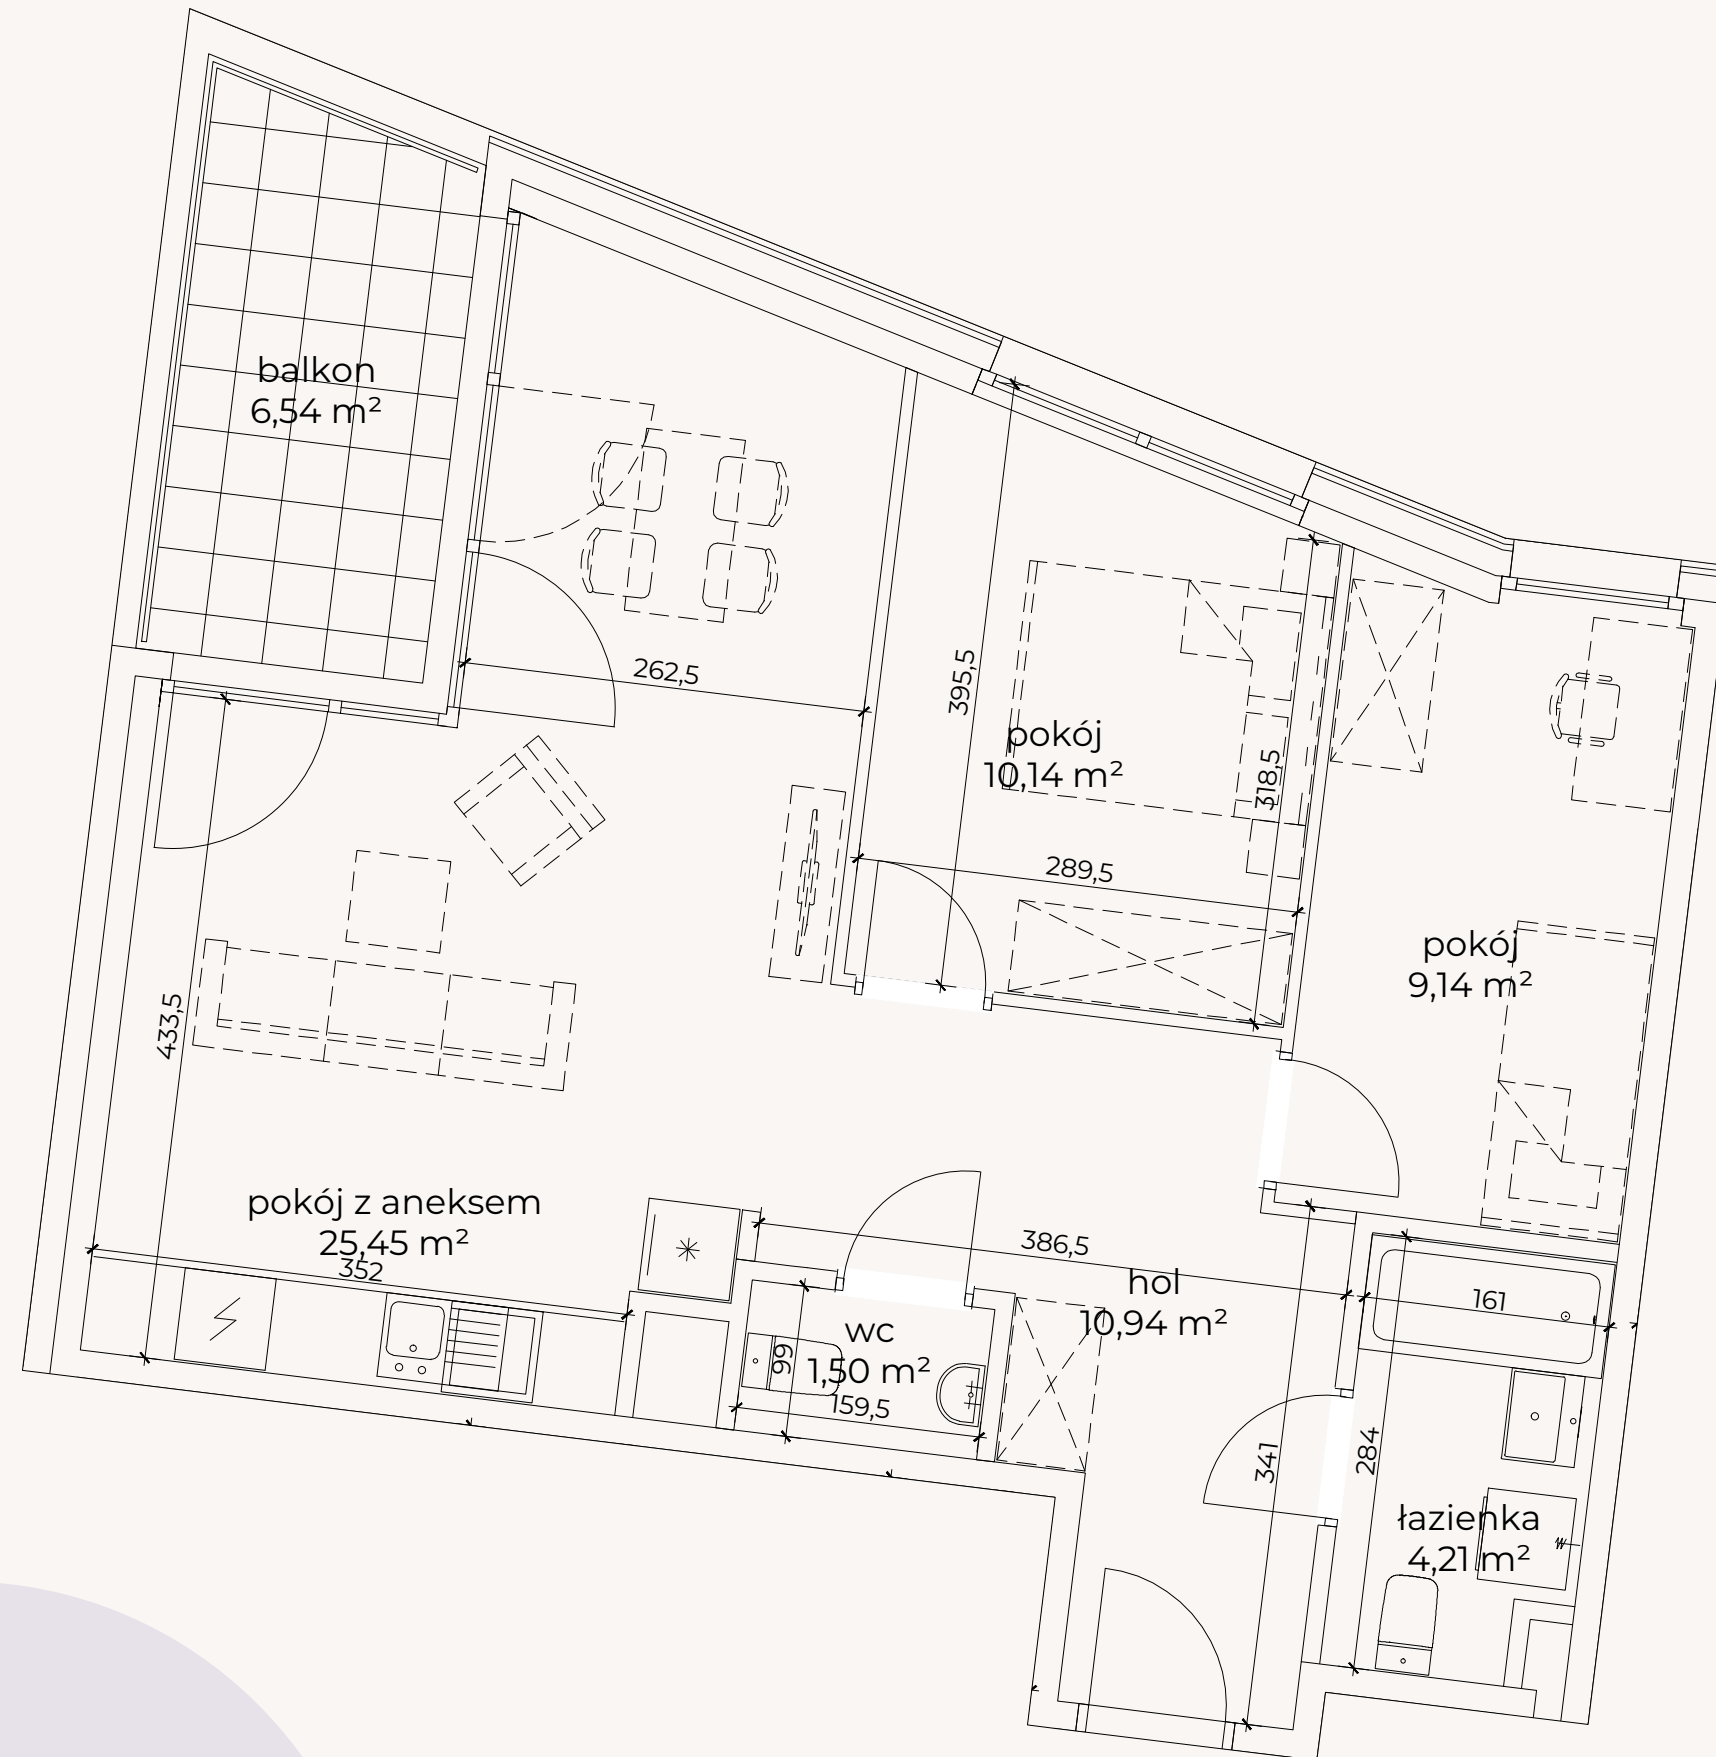 balkon
6,54 m²
262,5
395,5
pokój
10,14 m²
318,5
289,5
pokój
9,14 m²
433,5
pokój z aneksem
25,45 m²
352
386,5
hol
10,94 m²
161
wc
1,50 m²
99
159,5
341
284
łazienka
4,21 m²